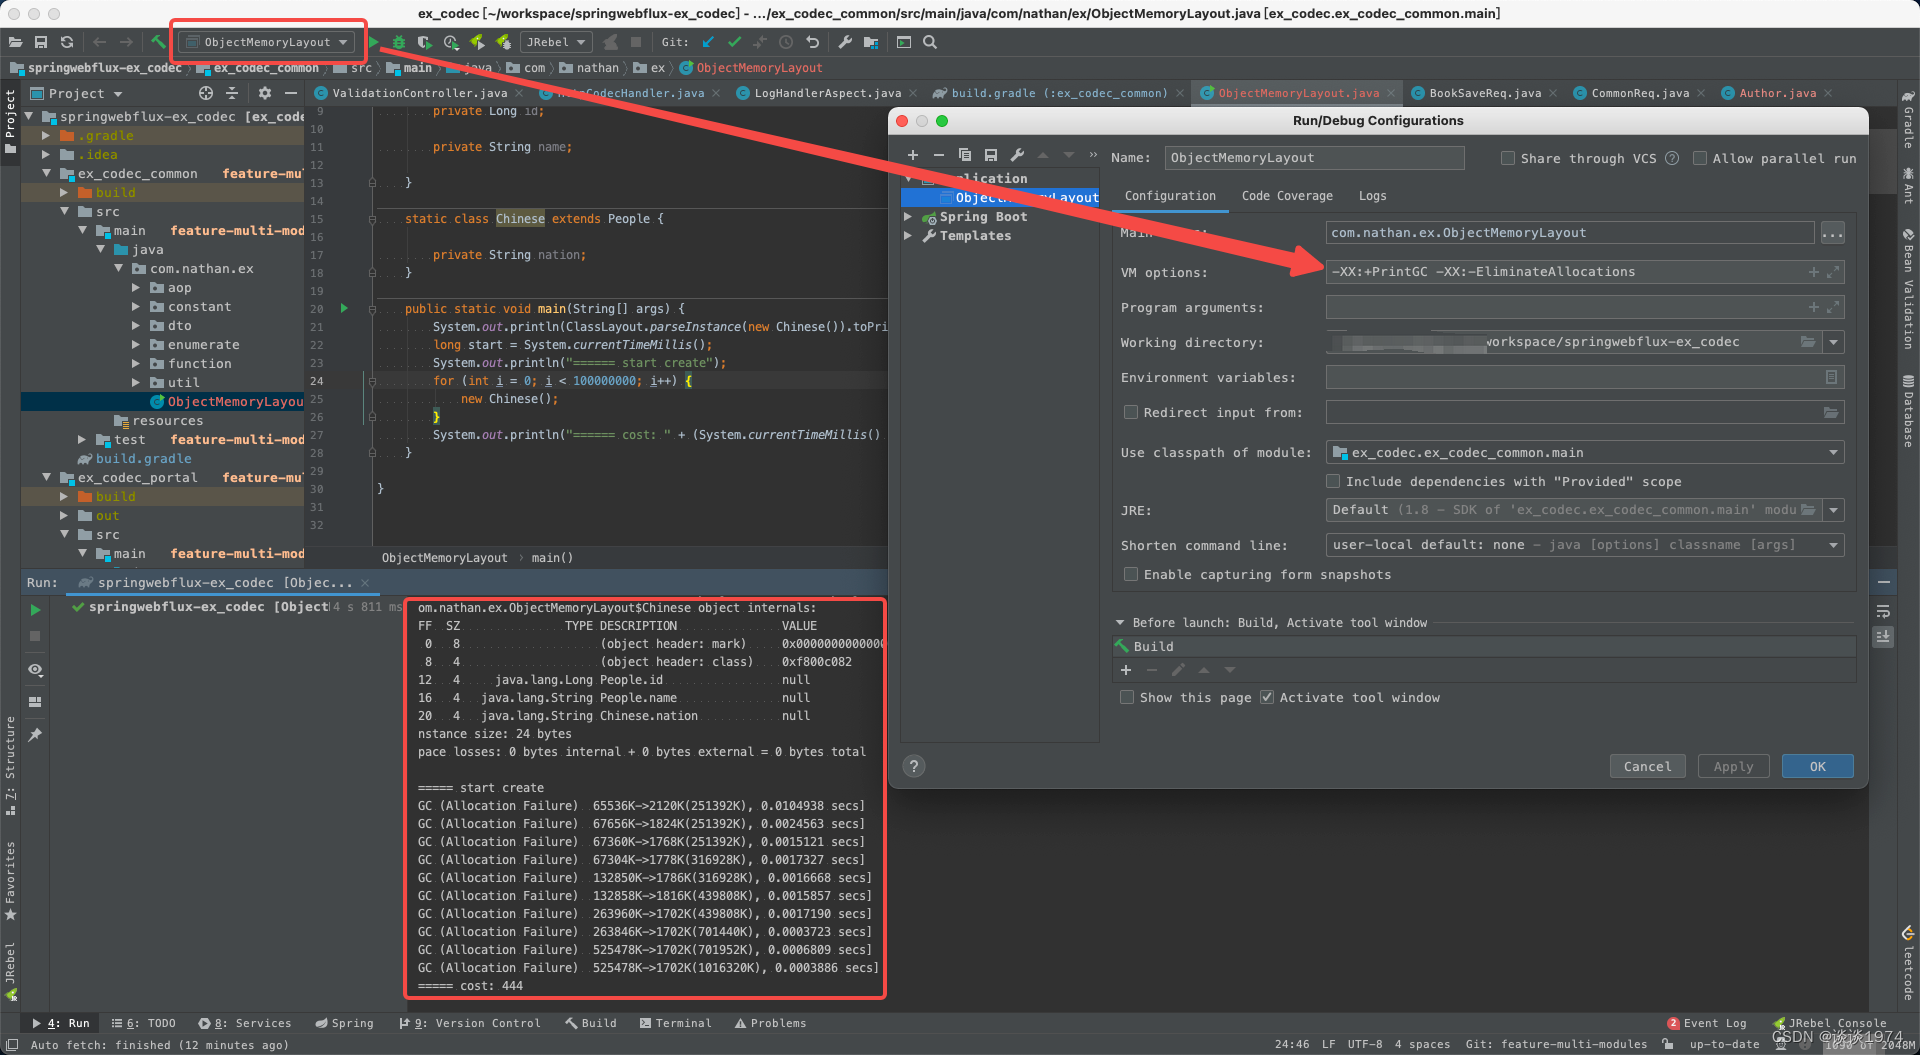 ex_codec [~/workspace/springwebflux-ex_codec] – .../ex_codec_common/src/main/java/com/nathan/ex/ObjectMemoryLayout.java [ex_codec.ex_codec_common.main]
ObjectMemoryLayout
JRebel
Git:
springwebflux-ex_codec
ex_codec_common
src
main
java
com
nathan
ex
ObjectMemoryLayout
Project
ValidationController.java
CodecHandler.java
LogHandlerAspect.java
build.gradle (:ex_codec_common)
ObjectMemoryLayout.java
BookSaveReq.java
CommonReq.java
Author.java
Project
springwebflux-ex_codec [ex_code
.gradle
.idea
ex_codec_common feature-mul
build
src
main feature-multi-mod
java
com.nathan.ex
aop
constant
dto
enumerate
function
util
ObjectMemoryLayou
resources
test feature-multi-mod
build.gradle
ex_codec_portal feature-mul
build
out
src
main feature-multi-mod
9 private Long id;
10
11 private String name;
12
13 }
14
15 static class Chinese extends People {
16
17 private String nation;
18 }
19
20 public static void main(String[] args) {
21 System.out.println(ClassLayout.parseInstance(new Chinese()).toPri
22 long start = System.currentTimeMillis();
23 System.out.println("====== start create");
24 for (int i = 0; i < 100000000; i++) {
25 new Chinese();
26 }
27 System.out.println("====== cost: " + (System.currentTimeMillis()
28 }
29
30 }
31
32
ObjectMemoryLayout › main()
Run/Debug Configurations
Application
ObjectMemoryLayout
Spring Boot
Templates
Name: ObjectMemoryLayout
Share through VCS
Allow parallel run
Configuration
Code Coverage
Logs
com.nathan.ex.ObjectMemoryLayout
...
VM options: -XX:+PrintGC -XX:-EliminateAllocations
Program arguments:
Working directory: workspace/springwebflux-ex_codec
Environment variables:
Redirect input from:
Use classpath of module: ex_codec.ex_codec_common.main
Include dependencies with "Provided" scope
JRE: Default (1.8 – SDK of 'ex_codec.ex_codec_common.main' modu
Shorten command line: user-local default: none – java [options] classname [args]
Enable capturing form snapshots
Before launch: Build, Activate tool window
Build
Show this page
Activate tool window
?
Cancel
Apply
OK
Run: springwebflux-ex_codec [Objec...
springwebflux-ex_codec [Object 4 s 811 ms
om.nathan.ex.ObjectMemoryLayout$Chinese object internals:
FF SZ TYPE DESCRIPTION VALUE
0 8 (object header: mark) 0x0000000000000
8 4 (object header: class) 0xf800c082
12 4 java.lang.Long People.id null
16 4 java.lang.String People.name null
20 4 java.lang.String Chinese.nation null
nstance size: 24 bytes
pace losses: 0 bytes internal + 0 bytes external = 0 bytes total
===== start create
GC (Allocation Failure) 65536K->2120K(251392K), 0.0104938 secs]
GC (Allocation Failure) 67656K->1824K(251392K), 0.0024563 secs]
GC (Allocation Failure) 67360K->1768K(251392K), 0.0015121 secs]
GC (Allocation Failure) 67304K->1778K(316928K), 0.0017327 secs]
GC (Allocation Failure) 132850K->1786K(316928K), 0.0016668 secs]
GC (Allocation Failure) 132858K->1816K(439808K), 0.0015857 secs]
GC (Allocation Failure) 263960K->1702K(439808K), 0.0017190 secs]
GC (Allocation Failure) 263846K->1702K(701440K), 0.0003723 secs]
GC (Allocation Failure) 525478K->1702K(701952K), 0.0006809 secs]
GC (Allocation Failure) 525478K->1702K(1016320K), 0.0003886 secs]
===== cost: 444
Z: Structure
Favorites
JRebel
Gradle
Ant
Bean Validation
Database
leetcode
4: Run
6: TODO
8: Services
Spring
9: Version Control
Build
Terminal
Problems
2 Event Log
JRebel Console
Auto fetch: finished (12 minutes ago)
24:46 LF UTF-8 4 spaces Git: feature-multi-modules up-to-date
of 2048M
CSDN @谈谈1974